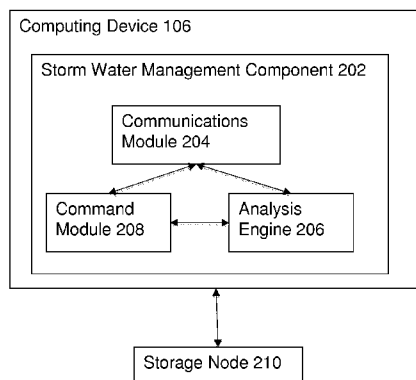 Computing Device 106
Storm Water Management Component 202
Communications
Module 204
Command
Module 208
Analysis
Engine 206
Storage Node 210